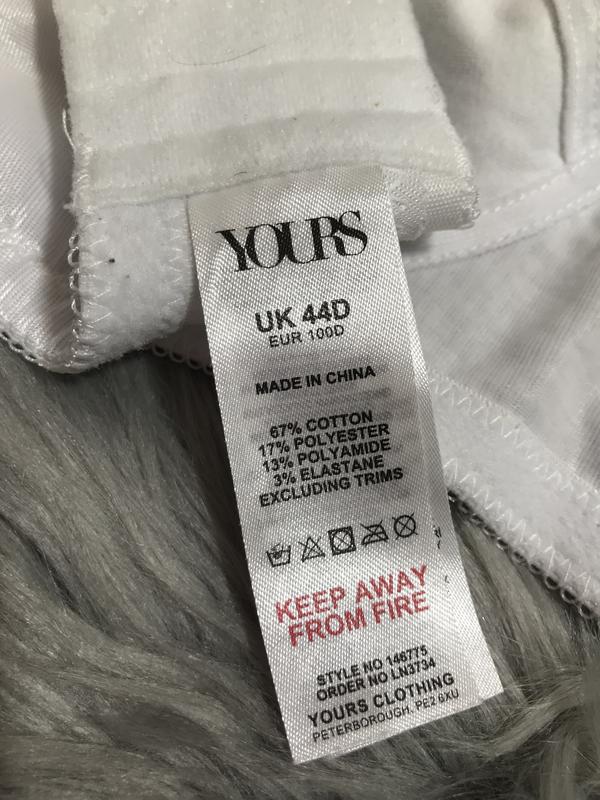 YOURS
UK 44D
EUR 100D
MADE IN CHINA
67% COTTON
17% POLYESTER
13% POLYAMIDE
3% ELASTANE
EXCLUDING TRIMS
KEEP AWAY
FROM FIRE
STYLE NO 146775
ORDER NO LN3734
YOURS CLOTHING
PETERBOROUGH, PE2 6XU